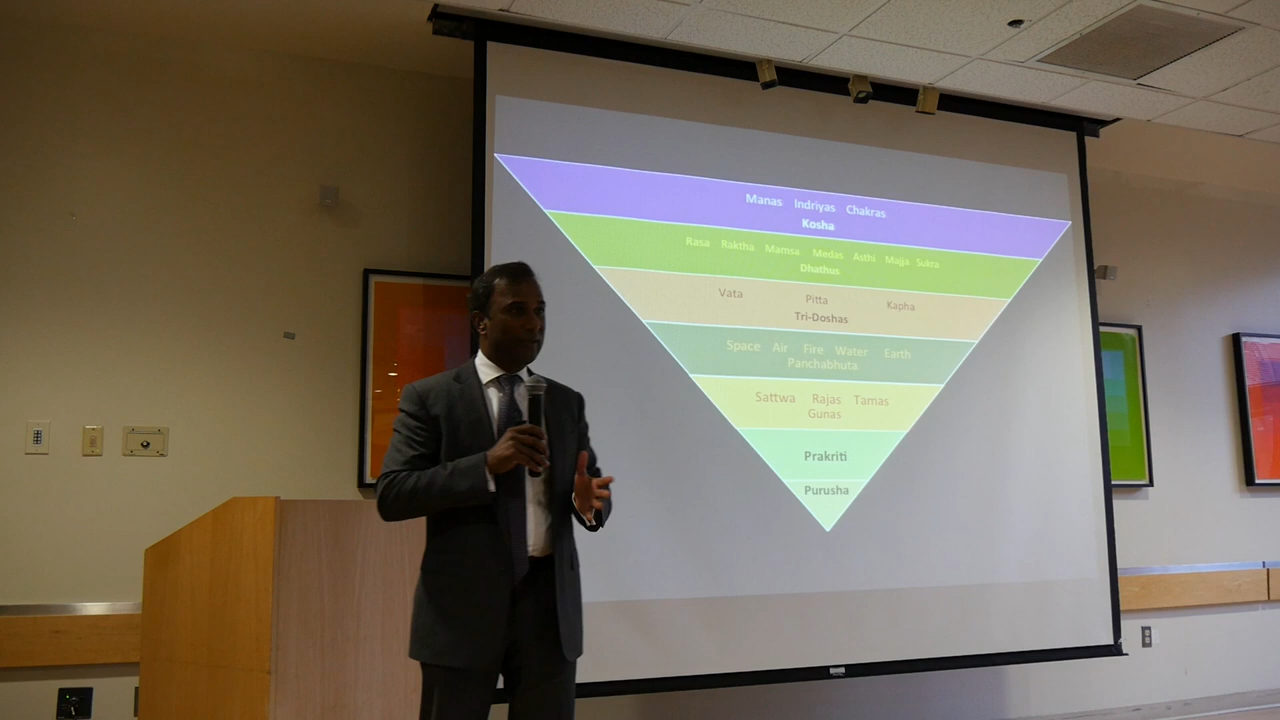 Manas Indriyas Chakras
Kosha
Rasa Raktha Mamsa Medas Asthi Majja Sukra
Dhathus
Vata Pitta Kapha
Tri-Doshas
Space Air Fire Water Earth
Panchabhuta
Sattwa Rajas Tamas
Gunas
Prakriti
Purusha